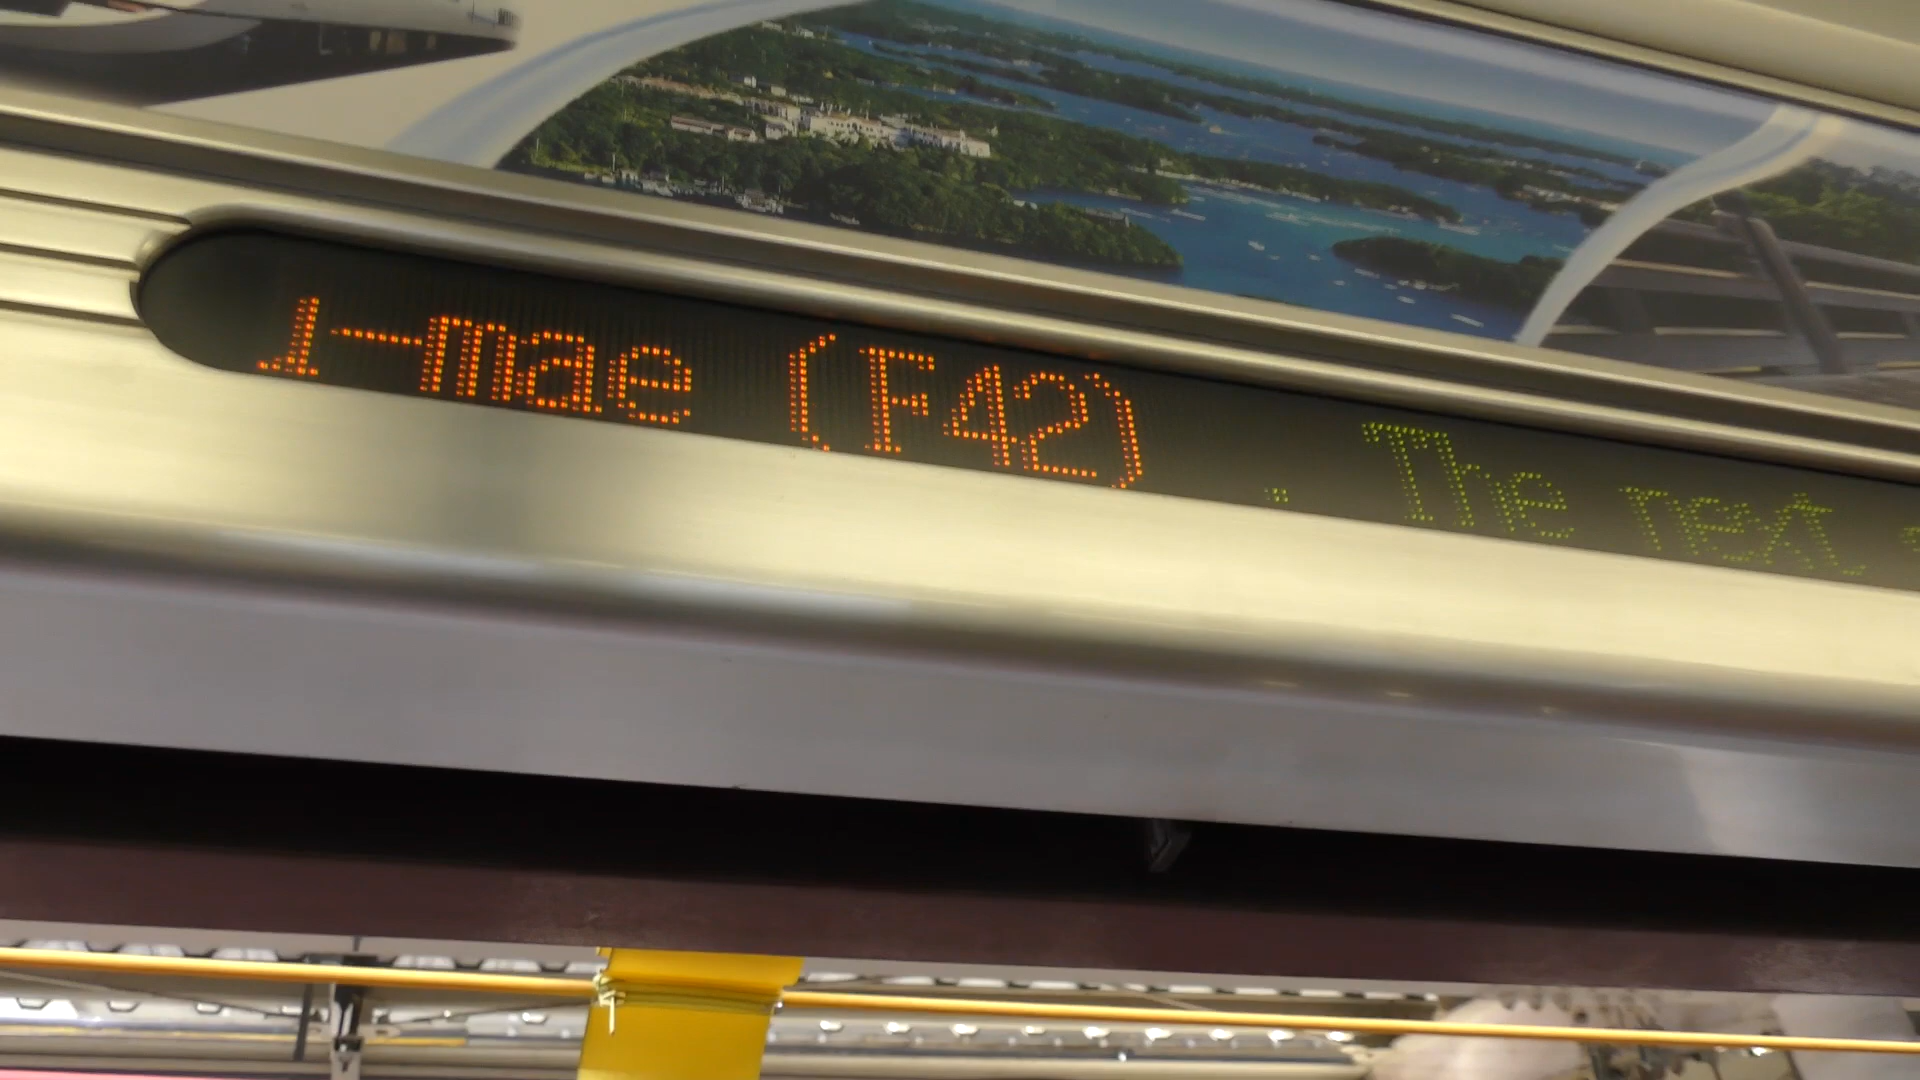 i-mae (F42) . The next